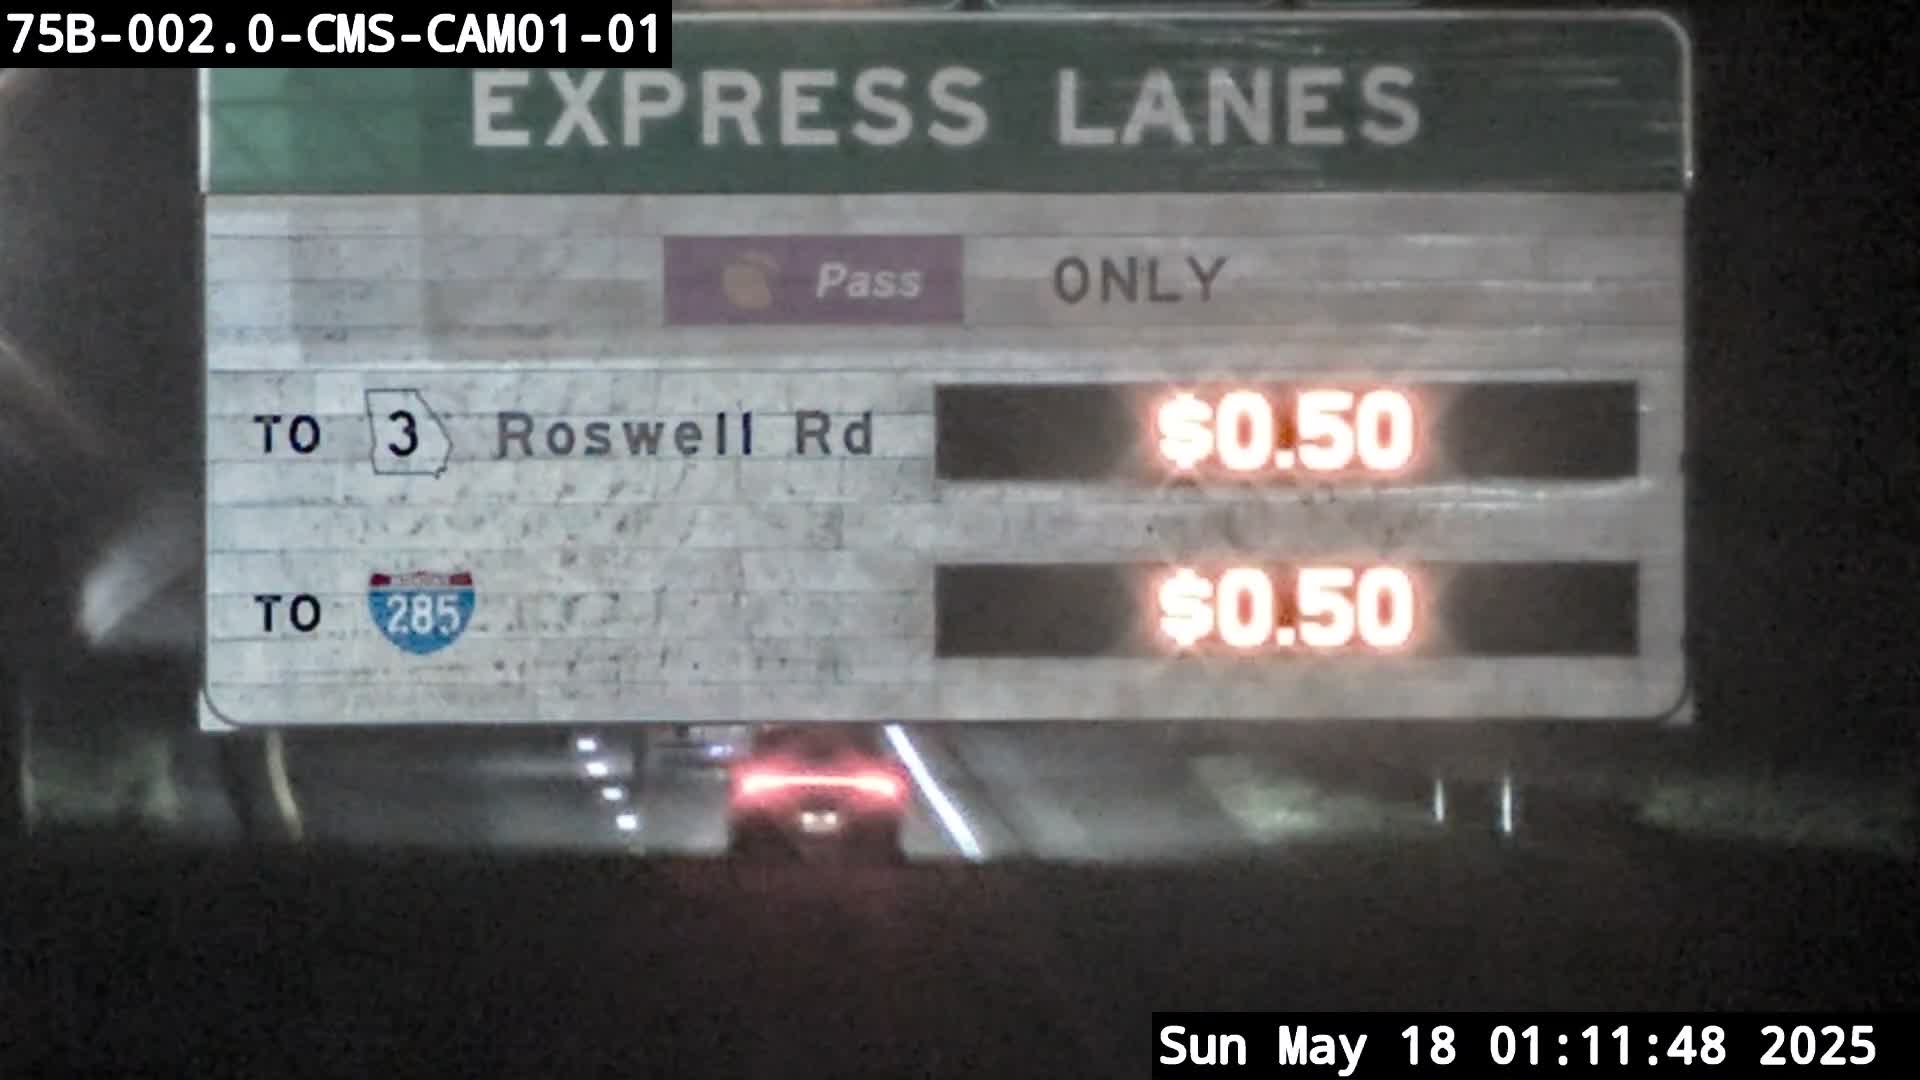 75B-002.0-CMS-CAM01-01
EXPRESS LANES
Pass ONLY
TO 3 Roswell Rd $0.50
TO 285 $0.50
Sun May 18 01:11:48 2025